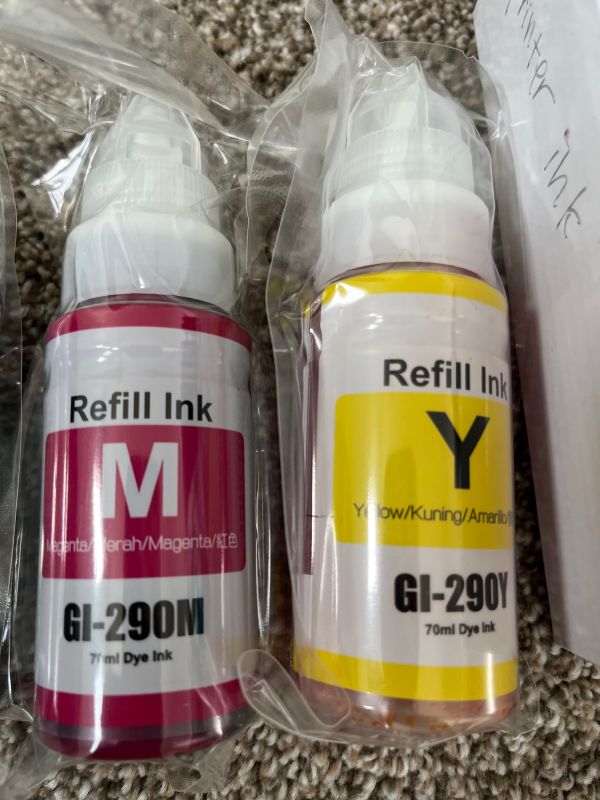 Refill Ink
M
Magenta/Merah/Magenta/紅色
GI-290M
70ml Dye Ink
Refill Ink
Y
Yellow/Kuning/Amarillo/
GI-290Y
70ml Dye Ink
printer ink